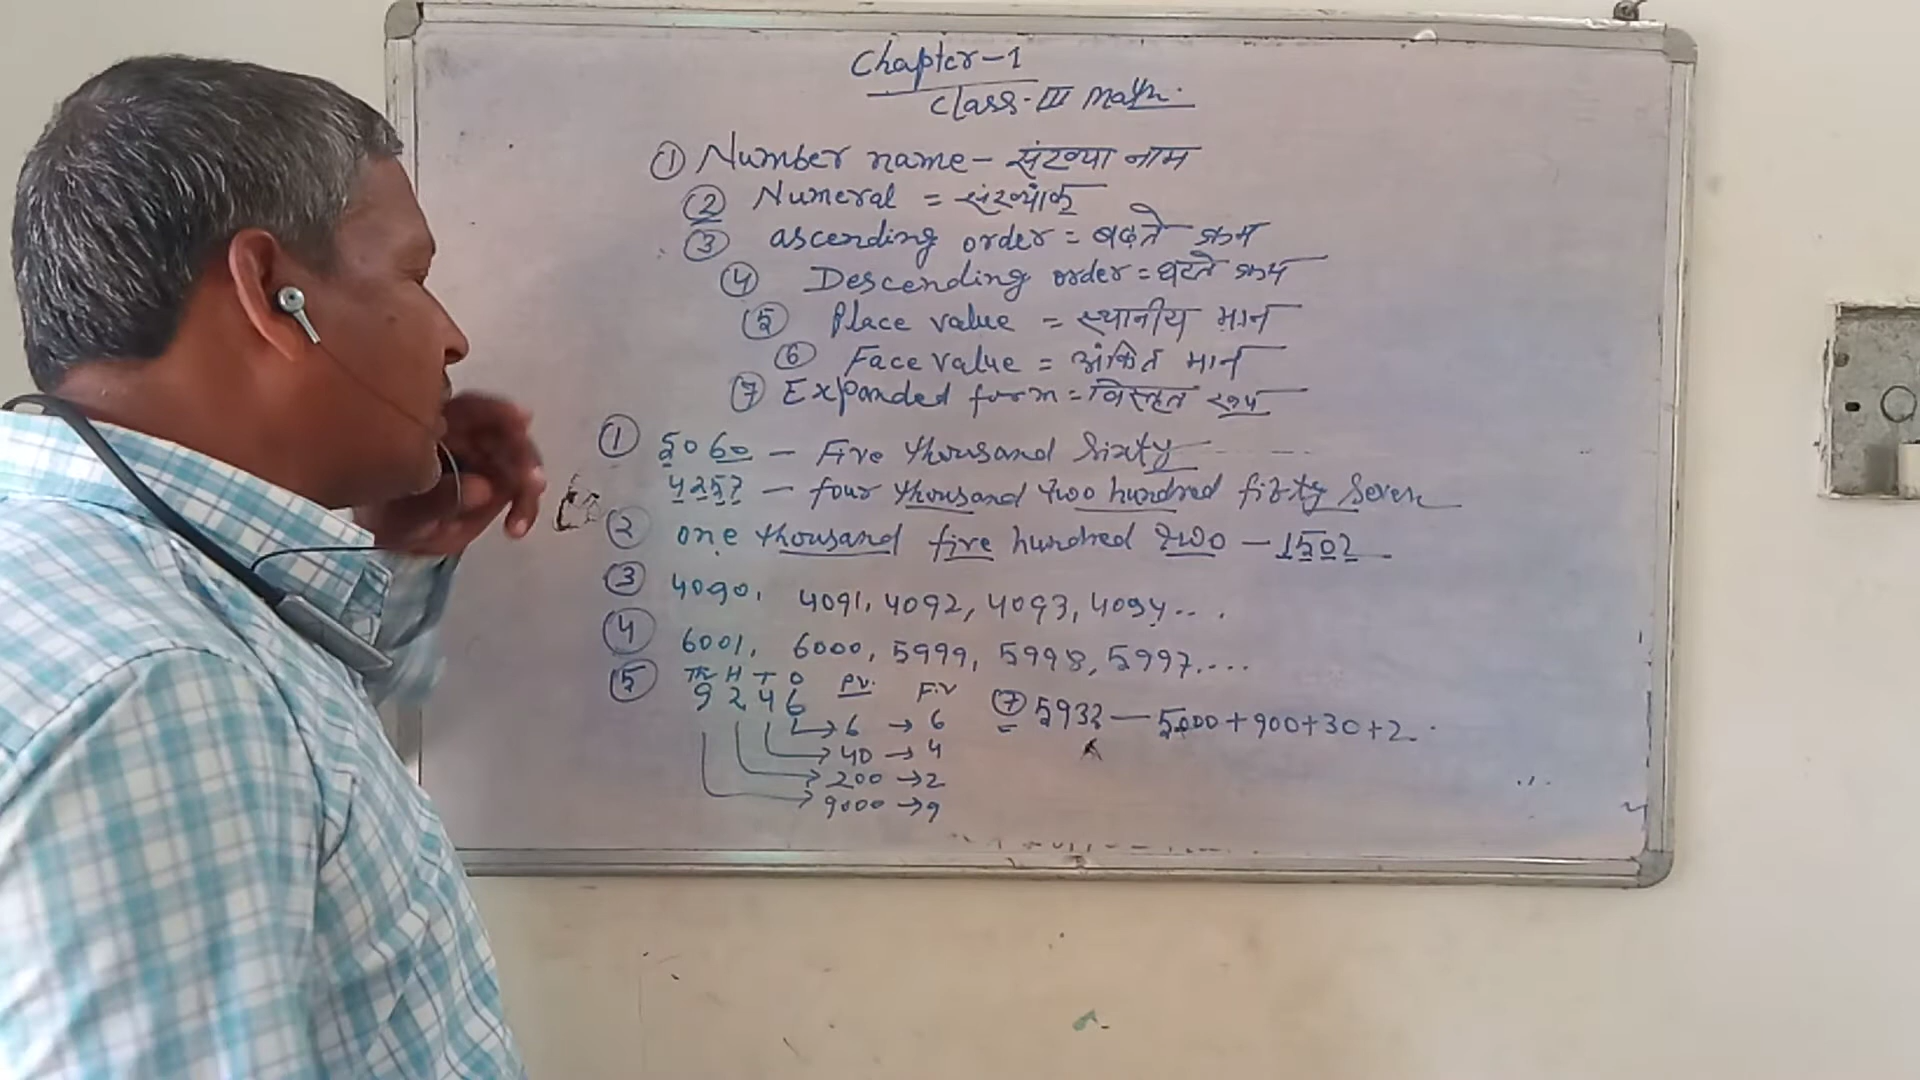 Chapter-1
Class-III Math.
① Number name - संख्या नाम
② Numeral = संख्यांक
③ ascending order = बढ़ते क्रम
④ Descending order = घटते क्रम
⑤ Place value = स्थानीय मान
⑥ Face value = अंकित मान
⑦ Expanded form = विस्तृत रूप
① 5060 - Five thousand Sixty
4257 - four thousand two hundred fifty Seven
② one thousand five hundred two - 1502
③ 4090, 4091, 4092, 4093, 4094...
④ 6001, 6000, 5999, 5998, 5997....
⑤ Th H T O P.V. F.V
9246
→ 6 → 6
→ 40 → 4
→ 200 → 2
→ 9000 → 9
⑦ 5932 — 5000+900+30+2.